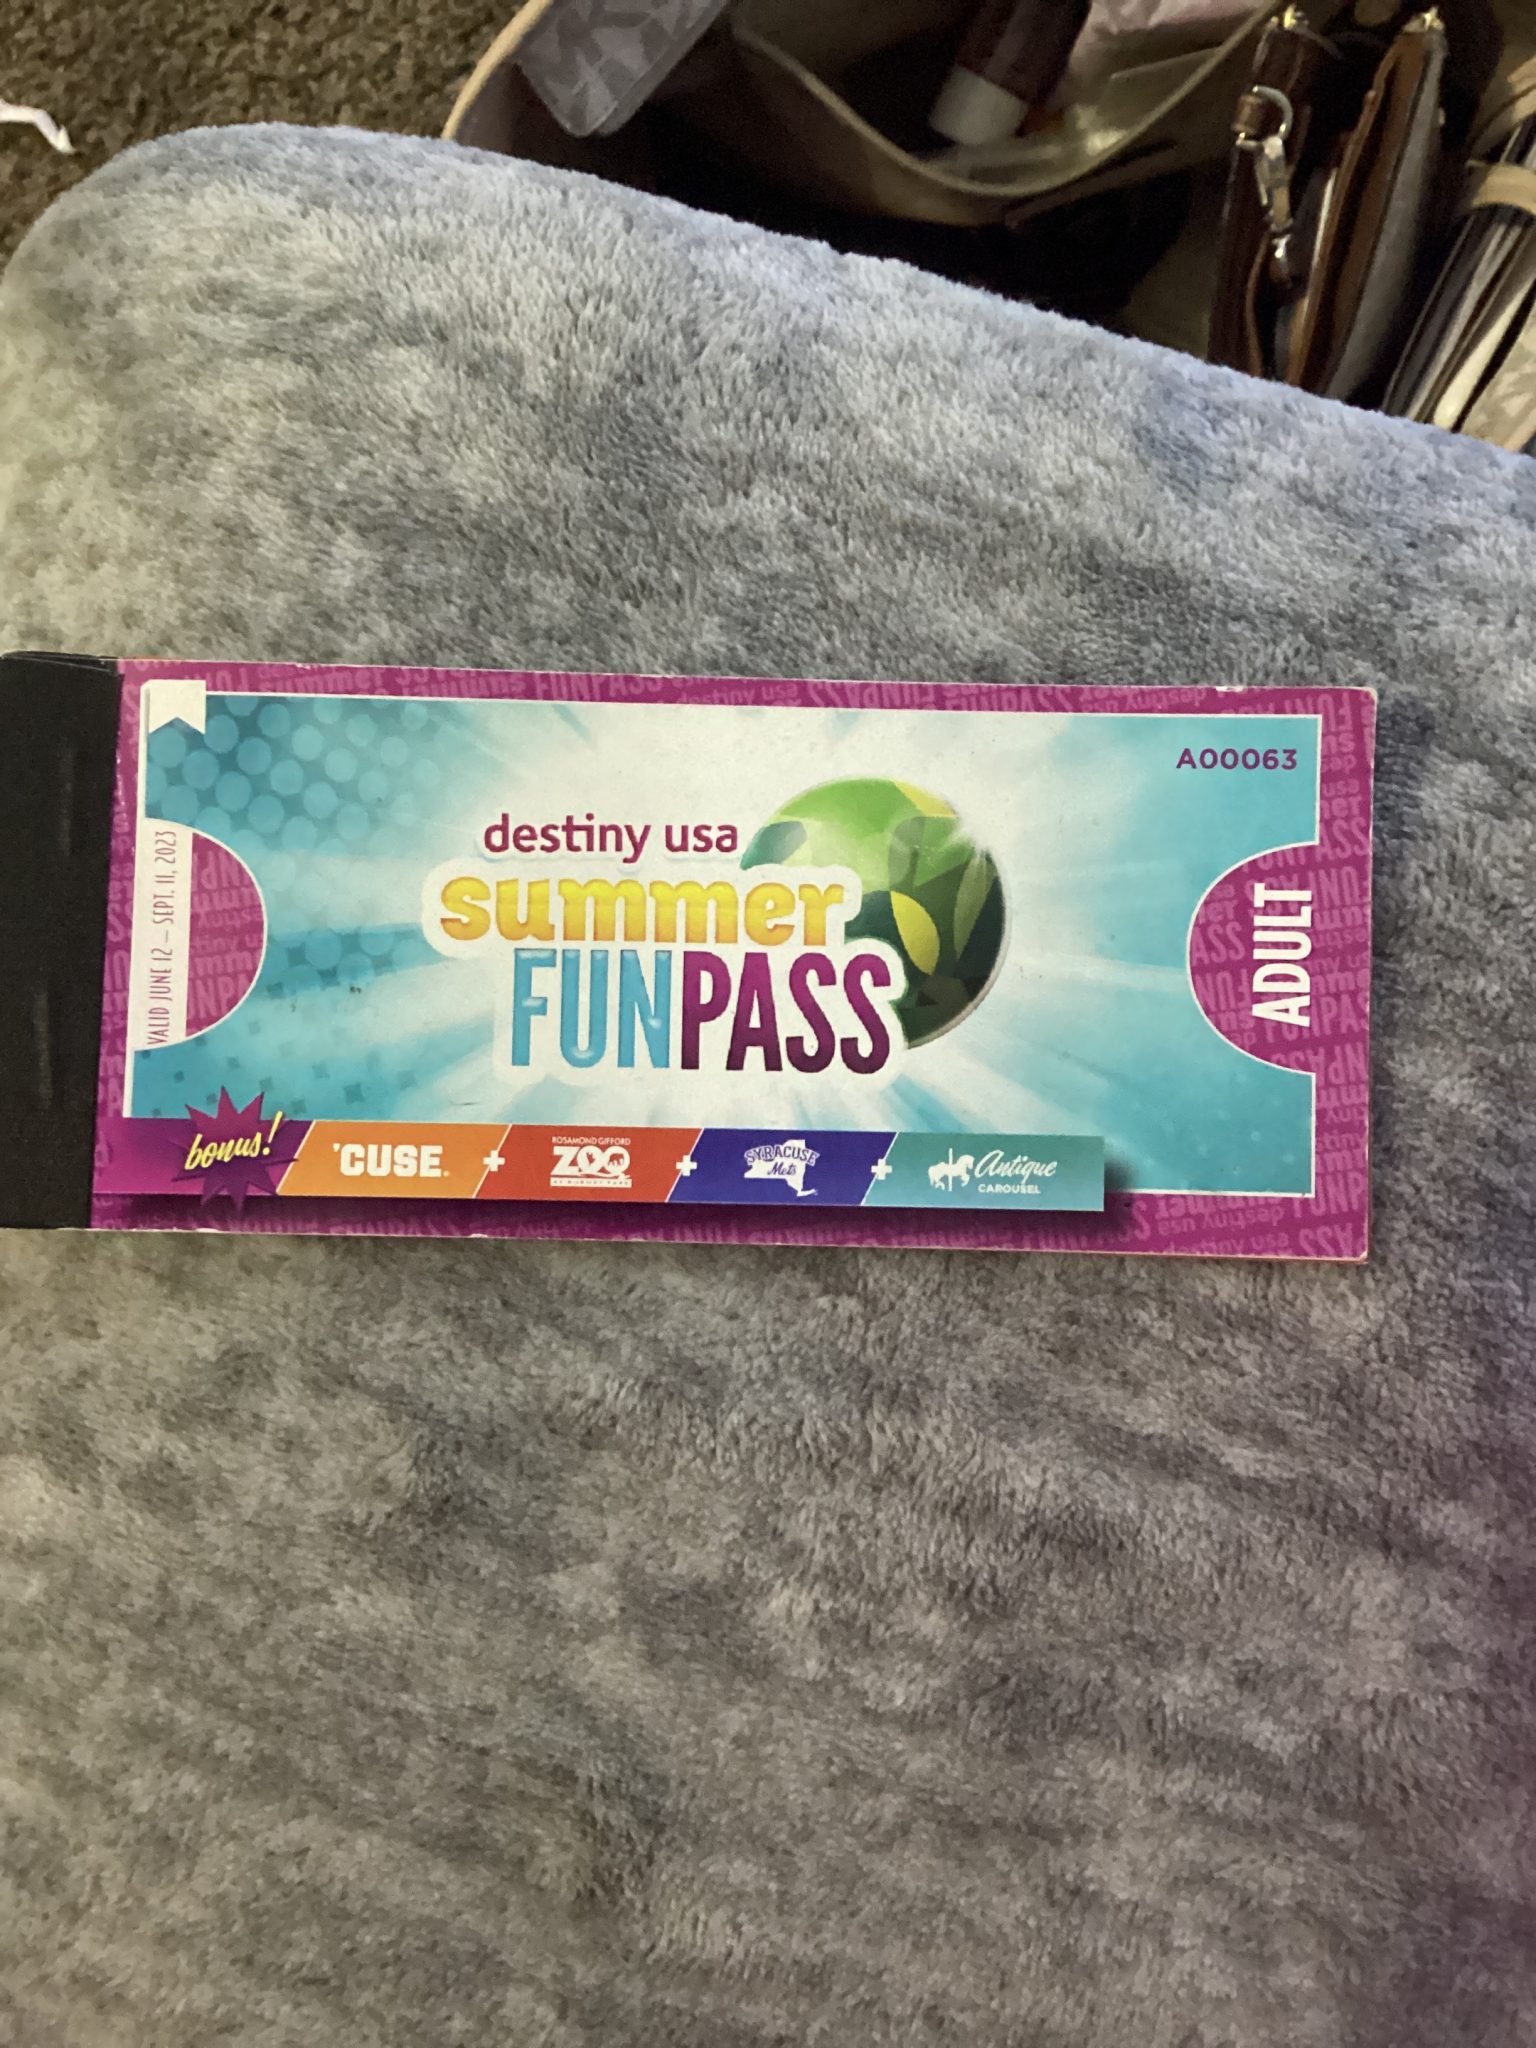 A00063
destiny usa
summer
FUNPASS
ADULT
VALID JUNE 12 – SEPT. 11, 2023
bonus!
'CUSE.
+
ROSAMOND GIFFORD
ZOO
+
SYRACUSE
Mets
+
Antique
CAROUSEL